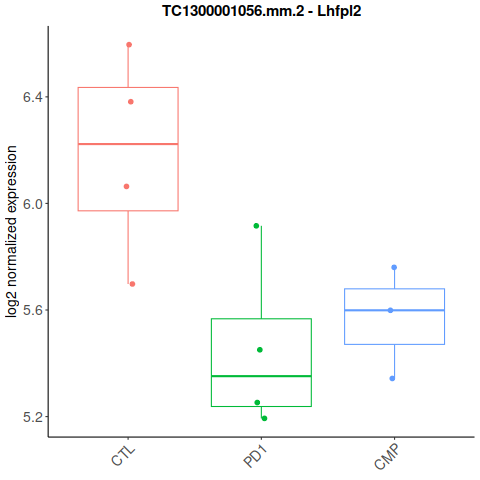 TC1300001056.mm.2 - Lhfpl2
log2 normalized expression
6.4
6.0
5.6
5.2
CTL
PD1
CMP